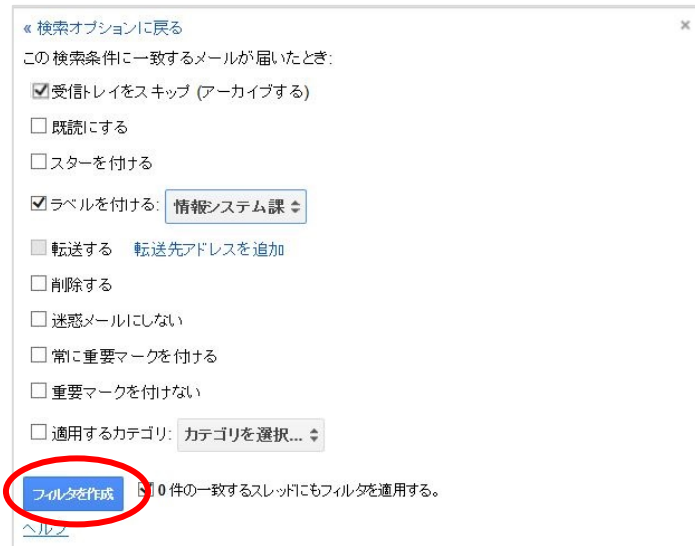 « 検索オプションに戻る ×
この検索条件に一致するメールが届いたとき:
受信トレイをスキップ (アーカイブする)
既読にする
スターを付ける
ラベルを付ける: 情報システム課
転送する 転送先アドレスを追加
削除する
迷惑メールにしない
常に重要マークを付ける
重要マークを付けない
適用するカテゴリ: カテゴリを選択...
フィルタを作成 0 件の一致するスレッドにもフィルタを適用する。
ヘルプ